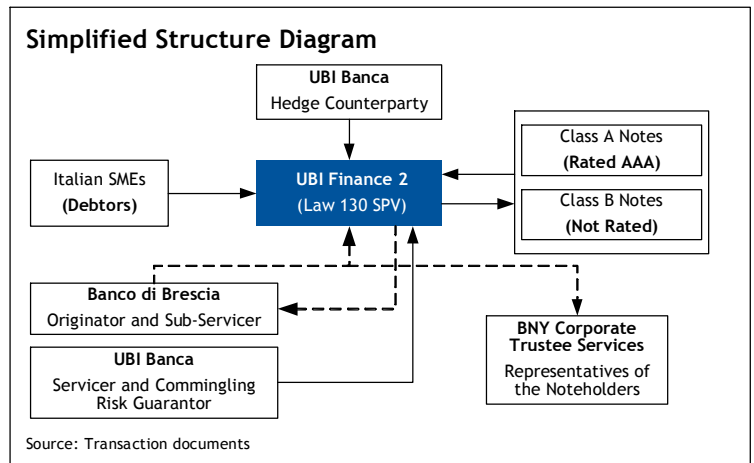 Simplified Structure Diagram
UBI Banca
Hedge Counterparty
Italian SMEs
(Debtors)
UBI Finance 2
(Law 130 SPV)
Class A Notes
(Rated AAA)
Class B Notes
(Not Rated)
Banco di Brescia
Originator and Sub-Servicer
UBI Banca
Servicer and Commingling
Risk Guarantor
BNY Corporate
Trustee Services
Representatives of
the Noteholders
Source: Transaction documents